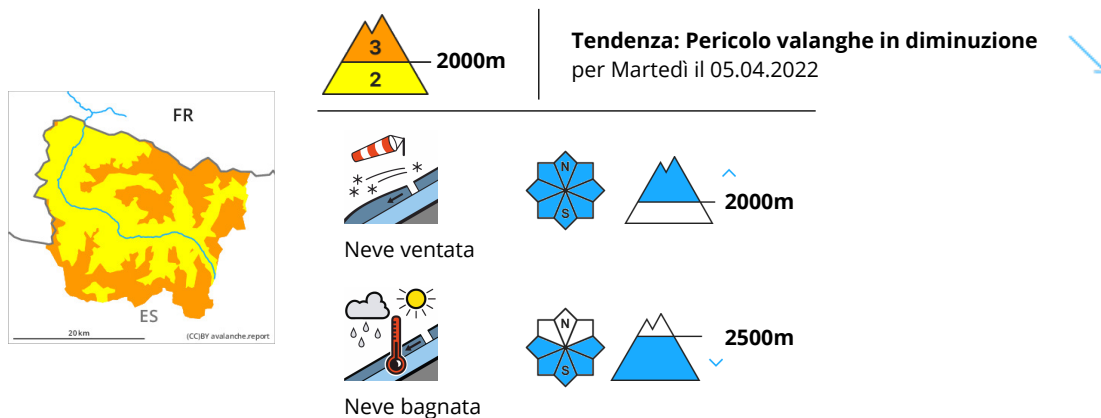 3
2
2000m
Tendenza: Pericolo valanghe in diminuzione
per Martedì il 05.04.2022
FR
ES
20 km
(CC)BY avalanche.report
N
S
2000m
Neve ventata
N
S
2500m
Neve bagnata